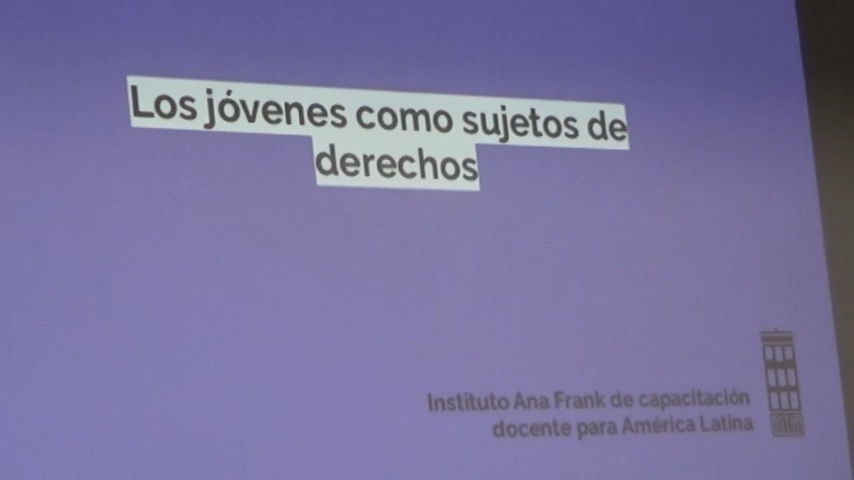 Los jóvenes como sujetos de
derechos
Instituto Ana Frank de capacitación
docente para América Latina